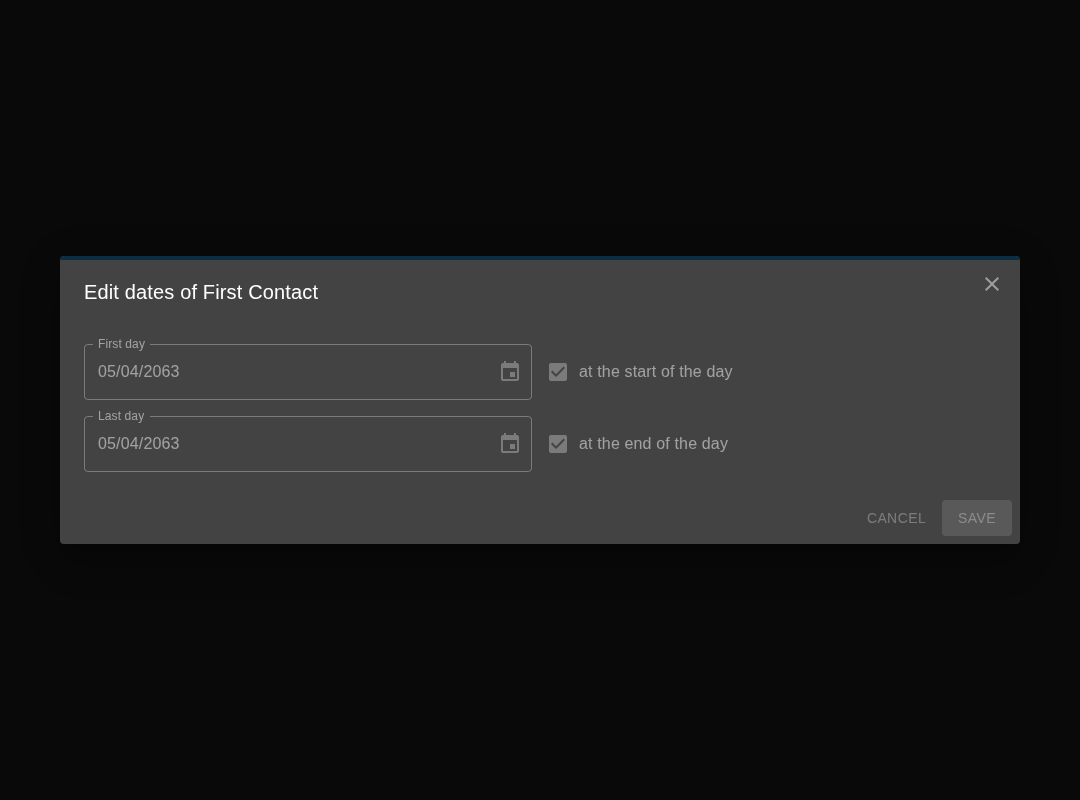 Edit dates of First Contact
First day
05/04/2063
at the start of the day
Last day
05/04/2063
at the end of the day
CANCEL
SAVE